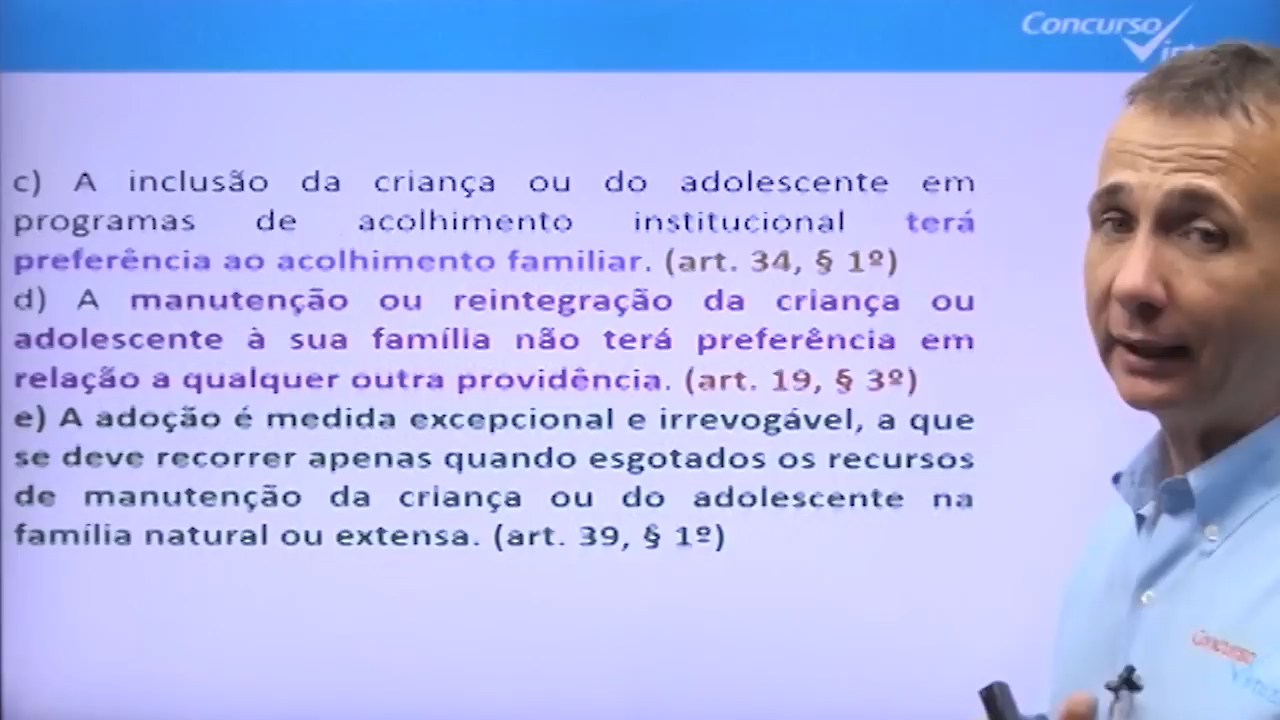 Concurso
c) A inclusão da criança ou do adolescente em
programas de acolhimento institucional terá
preferência ao acolhimento familiar. (art. 34, § 1º)
d) A manutenção ou reintegração da criança ou
adolescente à sua família não terá preferência em
relação a qualquer outra providência. (art. 19, § 3º)
e) A adoção é medida excepcional e irrevogável, a que
se deve recorrer apenas quando esgotados os recursos
de manutenção da criança ou do adolescente na
família natural ou extensa. (art. 39, § 1º)
Concurso